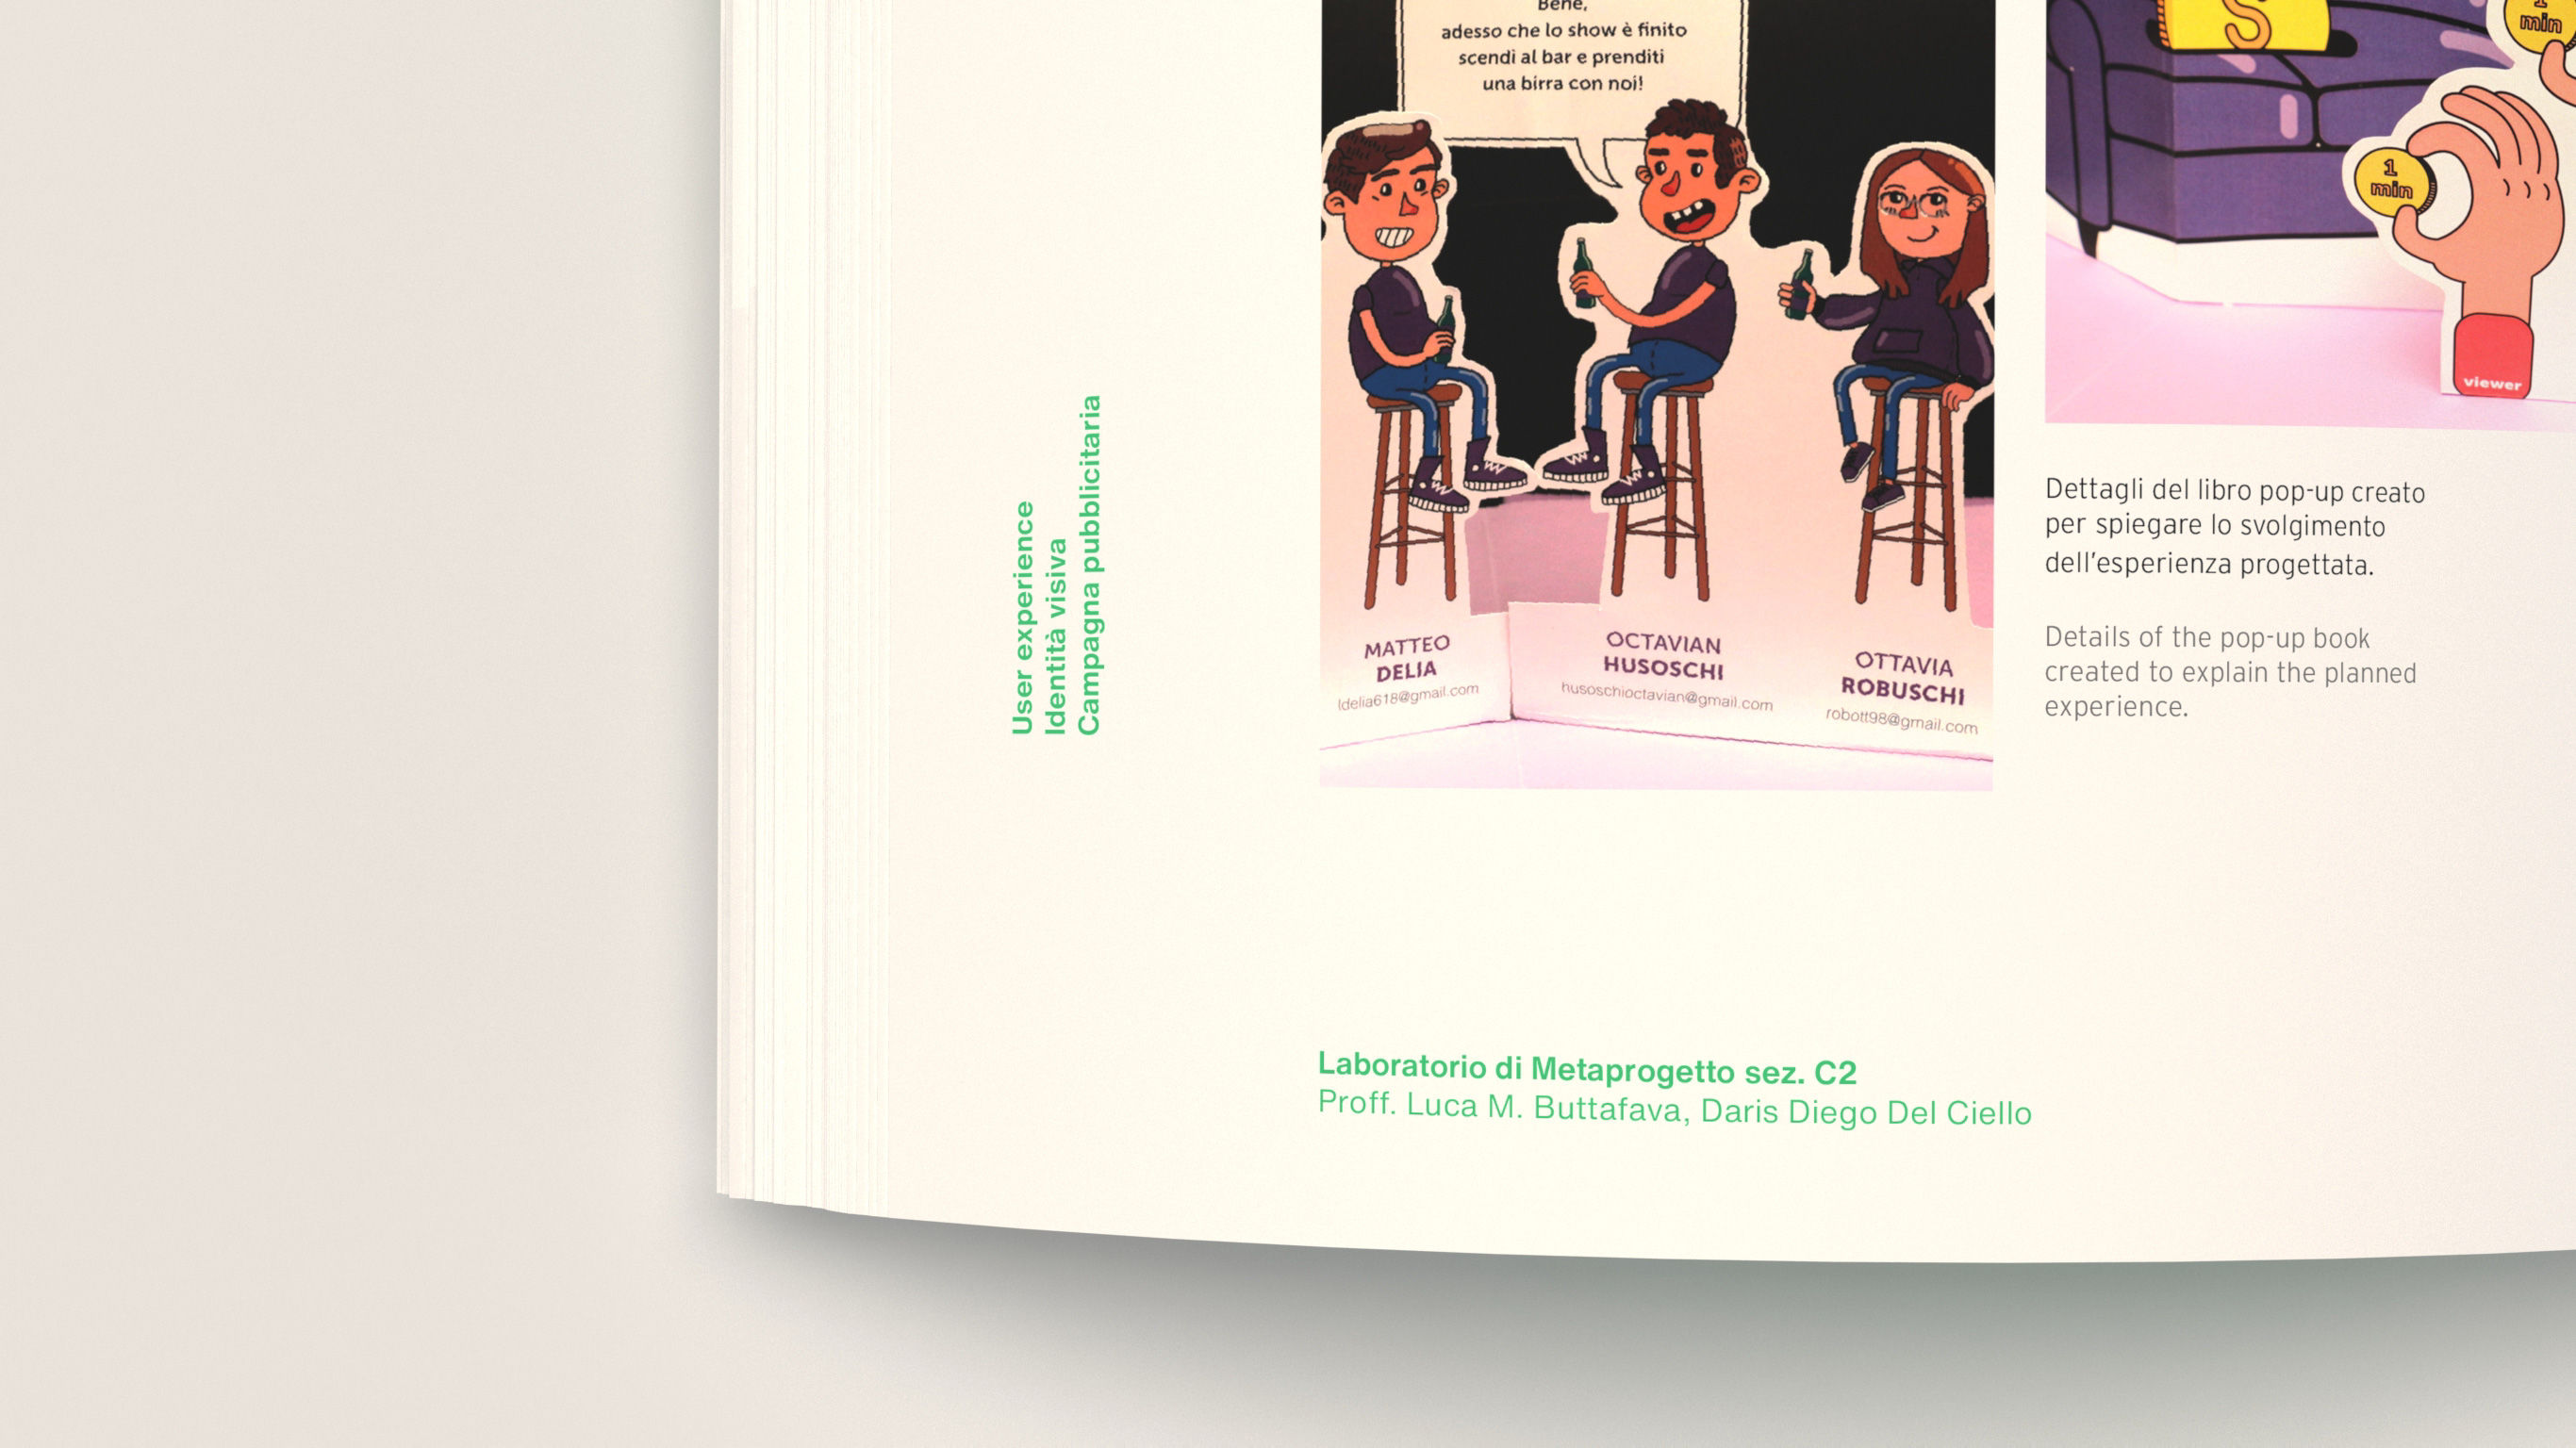 Bene,
adesso che lo show è finito
scendi al bar e prenditi
una birra con noi!
MATTEO
DELIA
ldelia618@gmail.com
OCTAVIAN
HUSOSCHI
husoschioctavian@gmail.com
OTTAVIA
ROBUSCHI
robott98@gmail.com
S
1
min
1
min
viewer
Dettagli del libro pop-up creato
per spiegare lo svolgimento
dell'esperienza progettata.
Details of the pop-up book
created to explain the planned
experience.
User experience
Identità visiva
Campagna pubblicitaria
Laboratorio di Metaprogetto sez. C2
Proff. Luca M. Buttafava, Daris Diego Del Ciello